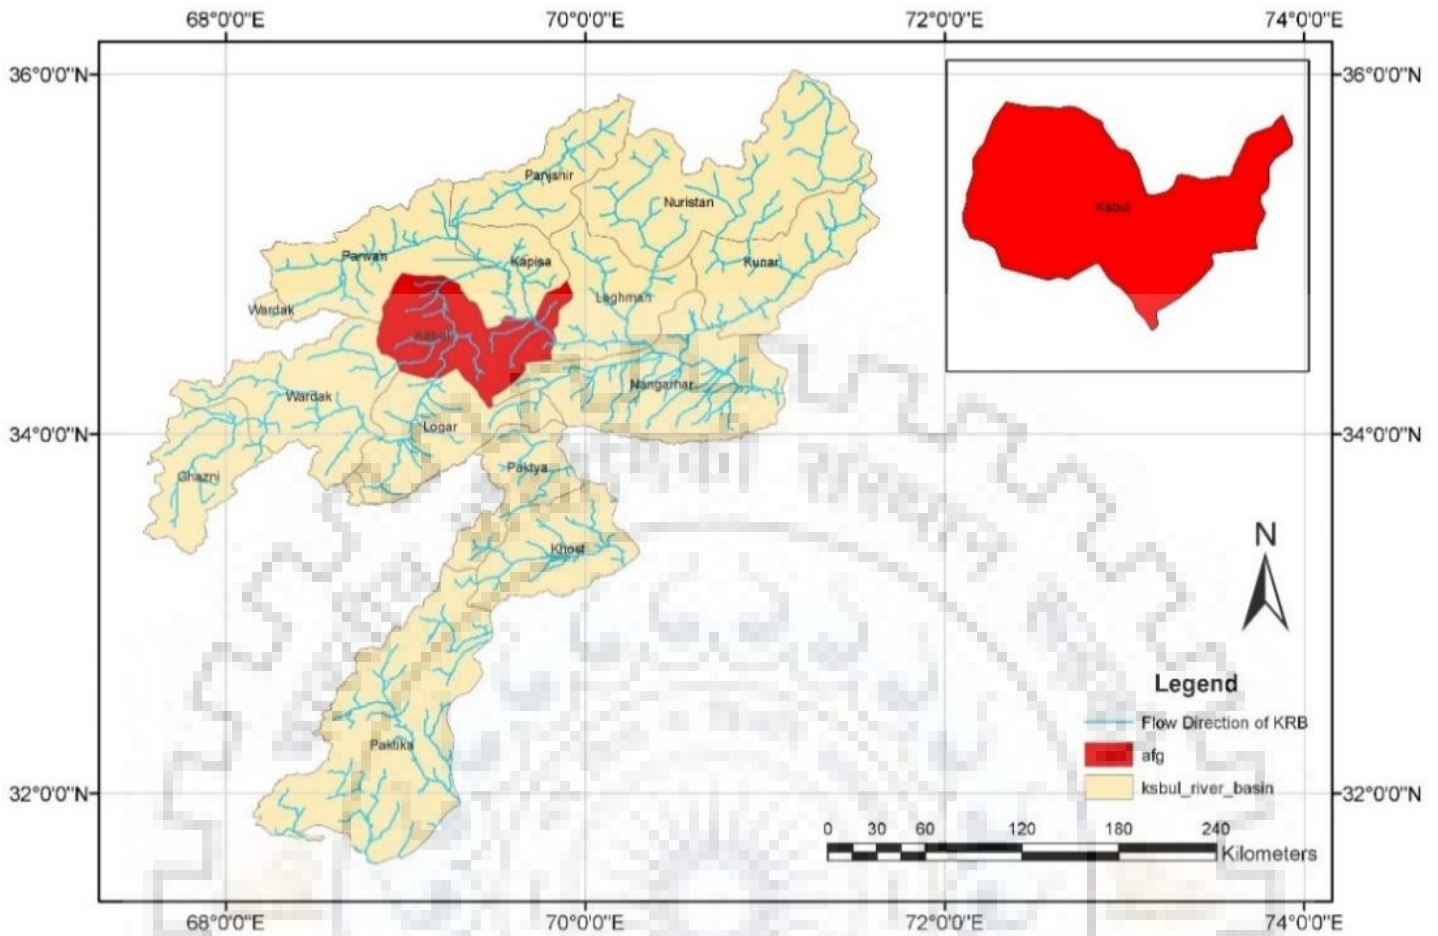 68°0'0"E
70°0'0"E
72°0'0"E
74°0'0"E
36°0'0"N
36°0'0"N
Panjshir
Nuristan
Kabul
Parwan
Kapisa
Kunar
Laghman
Wardak
Kabul
Nangarhar
Wardak
Logar
34°0'0"N
34°0'0"N
Paktya
Ghazni
Khost
N
Legend
Flow Direction of KRB
Paktika
afg
ksbul_river_basin
32°0'0"N
32°0'0"N
0 30 60 120 180 240
Kilometers
68°0'0"E
70°0'0"E
72°0'0"E
74°0'0"E